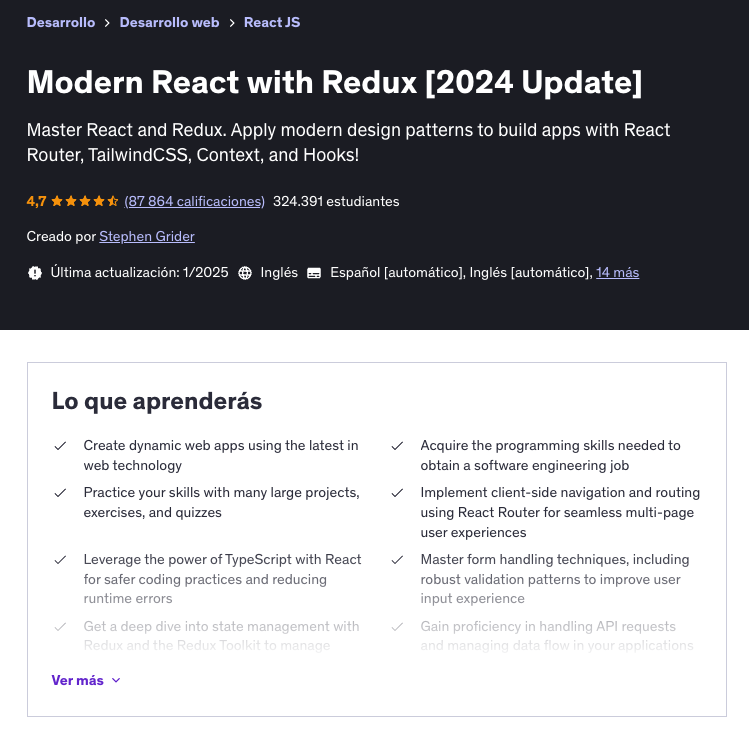 Desarrollo > Desarrollo web > React JS
Modern React with Redux [2024 Update]
Master React and Redux. Apply modern design patterns to build apps with React
Router, TailwindCSS, Context, and Hooks!
4,7 (87 864 calificaciones) 324.391 estudiantes
Creado por Stephen Grider
Última actualización: 1/2025 Inglés Español [automático], Inglés [automático], 14 más
Lo que aprenderás
Create dynamic web apps using the latest in
web technology
Acquire the programming skills needed to
obtain a software engineering job
Practice your skills with many large projects,
exercises, and quizzes
Implement client-side navigation and routing
using React Router for seamless multi-page
user experiences
Leverage the power of TypeScript with React
for safer coding practices and reducing
runtime errors
Master form handling techniques, including
robust validation patterns to improve user
input experience
Get a deep dive into state management with
Redux and the Redux Toolkit to manage
Gain proficiency in handling API requests
and managing data flow in your applications
Ver más